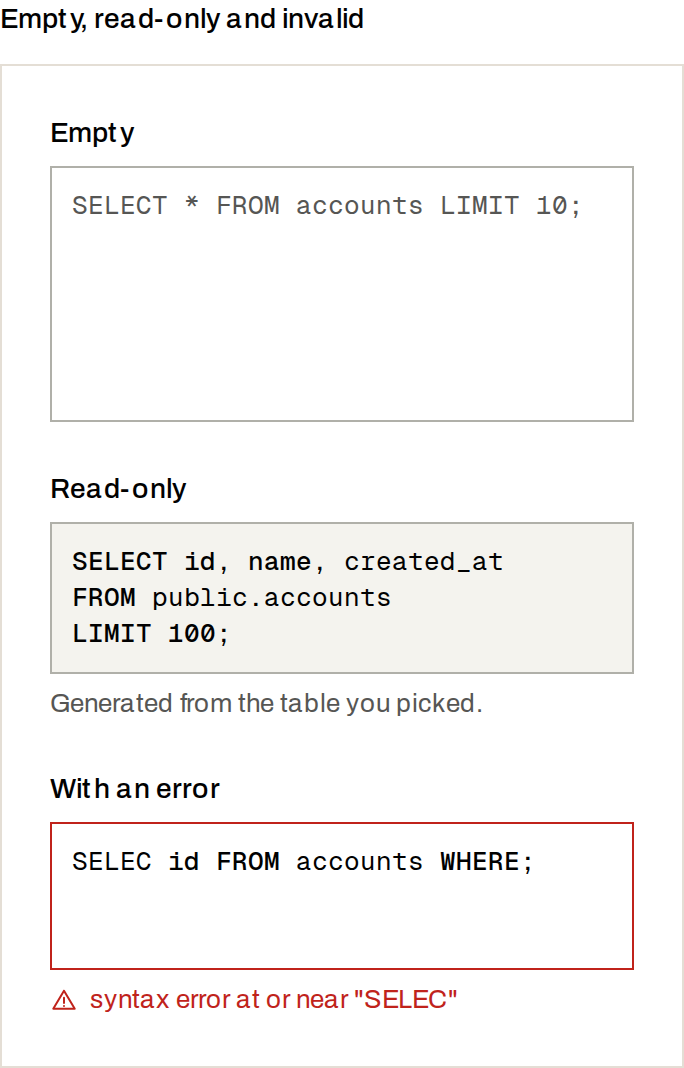 Empty, read-only and invalid
Empty
SELECT * FROM accounts LIMIT 10;
Read-only
SELECT id, name, created_at
FROM public.accounts
LIMIT 100;
Generated from the table you picked.
With an error
SELEC id FROM accounts WHERE;
syntax error at or near "SELEC"